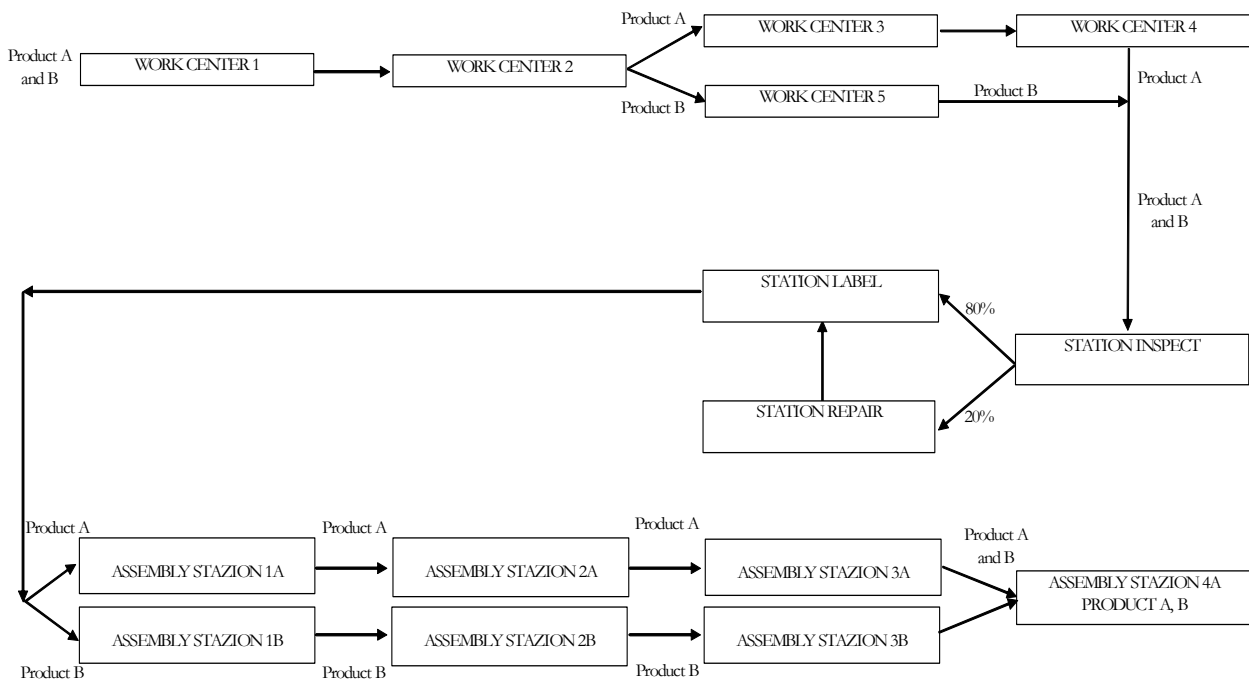 Product A
WORK CENTER 3
WORK CENTER 4
Product A
and B
WORK CENTER 1
WORK CENTER 2
Product A
Product B
WORK CENTER 5
Product B
Product A
and B
STATION LABEL
80%
STATION INSPECT
STATION REPAIR
20%
Product A
Product A
Product A
Product A
and B
ASSEMBLY STAZION 1A
ASSEMBLY STAZION 2A
ASSEMBLY STAZION 3A
ASSEMBLY STAZION 4A
PRODUCT A, B
ASSEMBLY STAZION 1B
ASSEMBLY STAZION 2B
ASSEMBLY STAZION 3B
Product B
Product B
Product B